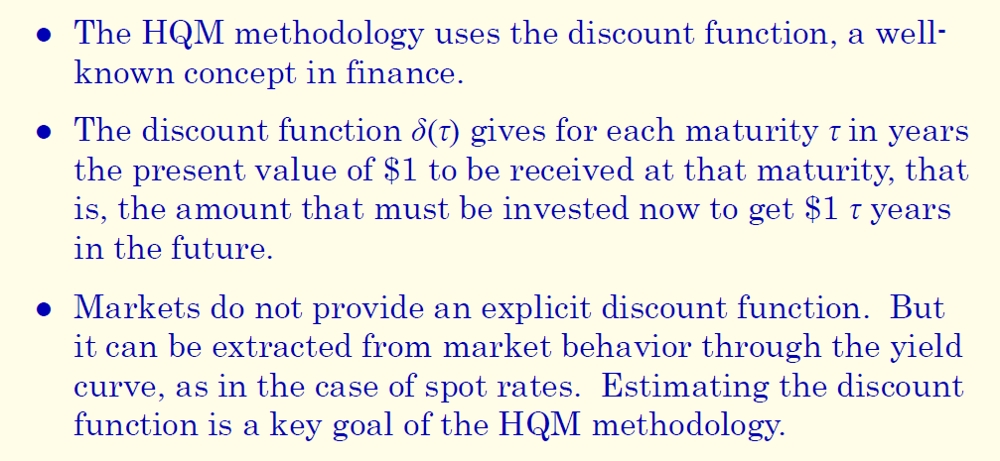 • The HQM methodology uses the discount function, a well-
known concept in finance.
• The discount function δ(τ) gives for each maturity τ in years
the present value of $1 to be received at that maturity, that
is, the amount that must be invested now to get $1 τ years
in the future.
• Markets do not provide an explicit discount function.  But
it can be extracted from market behavior through the yield
curve, as in the case of spot rates.  Estimating the discount
function is a key goal of the HQM methodology.